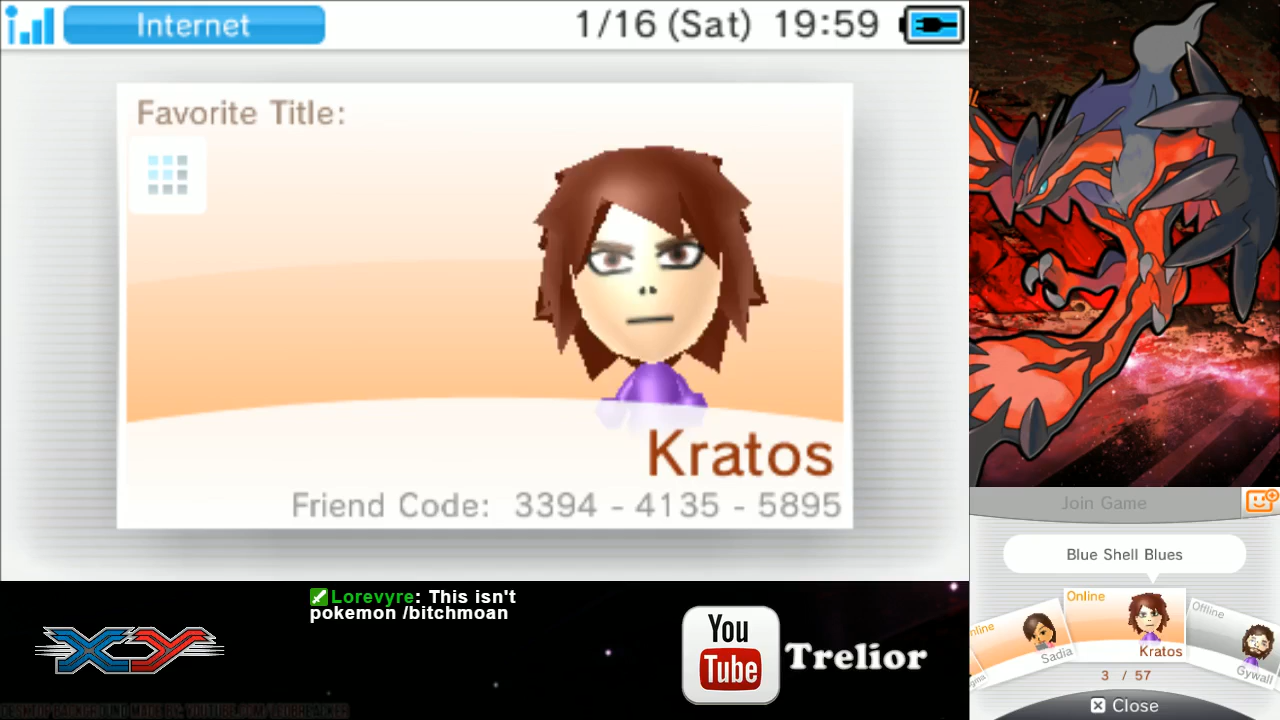 Internet
1/16 (Sat) 19:59
Favorite Title:
Kratos
Friend Code: 3394 - 4135 - 5895
Join Game
Blue Shell Blues
Online
Offline
Sadia
Kratos
Gywall
3 / 57
Close
Lorevyre: This isn't
pokemon /bitchmoan
XY
You
Tube
Trelior